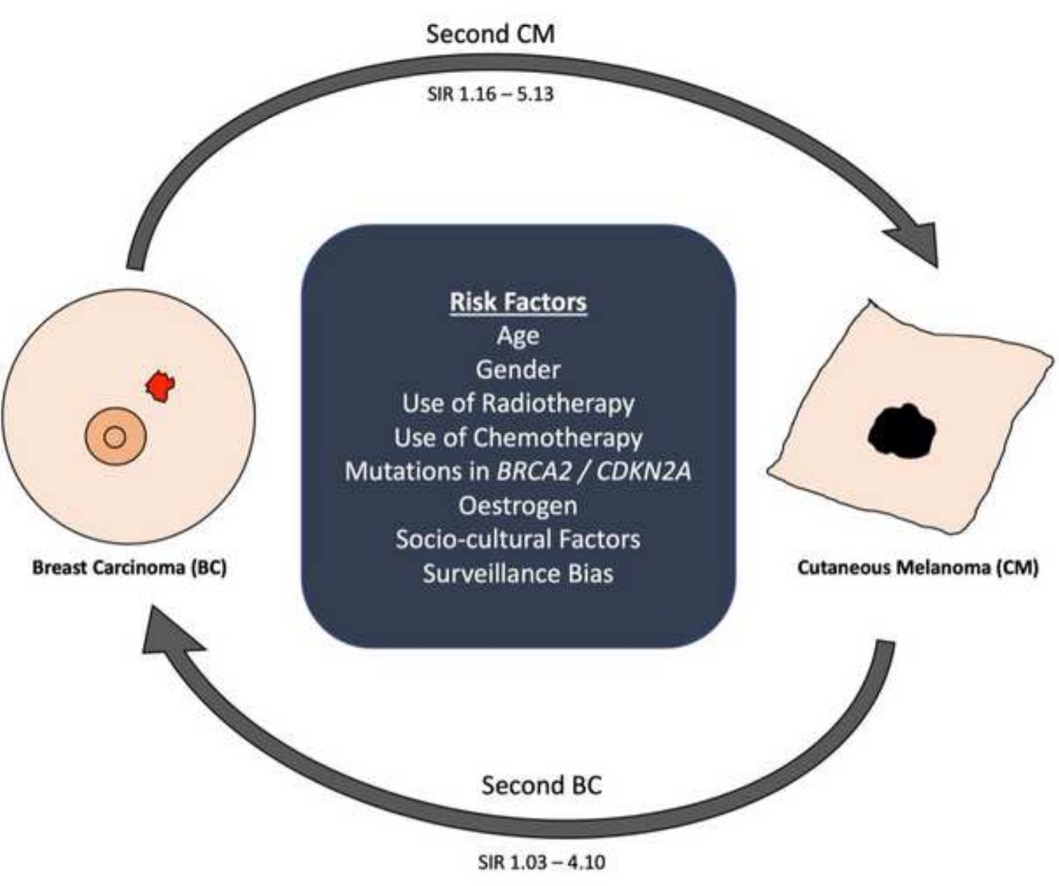 Second CM
SIR 1.16 – 5.13
Risk Factors
Age
Gender
Use of Radiotherapy
Use of Chemotherapy
Mutations in BRCA2 / CDKN2A
Oestrogen
Socio-cultural Factors
Surveillance Bias
Breast Carcinoma (BC)
Cutaneous Melanoma (CM)
Second BC
SIR 1.03 – 4.10